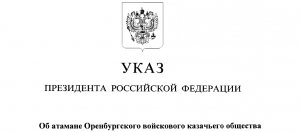 УКАЗ
ПРЕЗИДЕНТА РОССИЙСКОЙ ФЕДЕРАЦИИ
Об атамане Оренбургского войскового казачьего общества